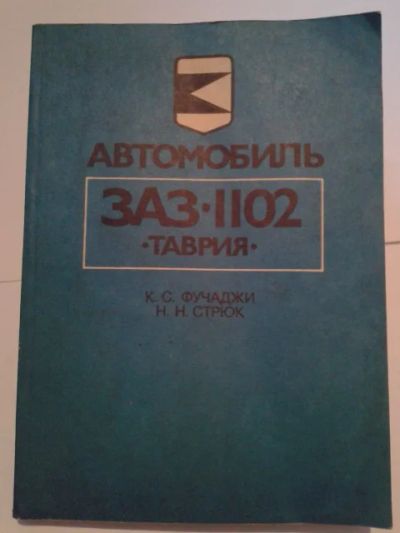 АВТОМОБИЛЬ
ЗАЗ·1102
·ТАВРИЯ·
К. С. ФУЧАДЖИ
Н. Н. СТРЮК